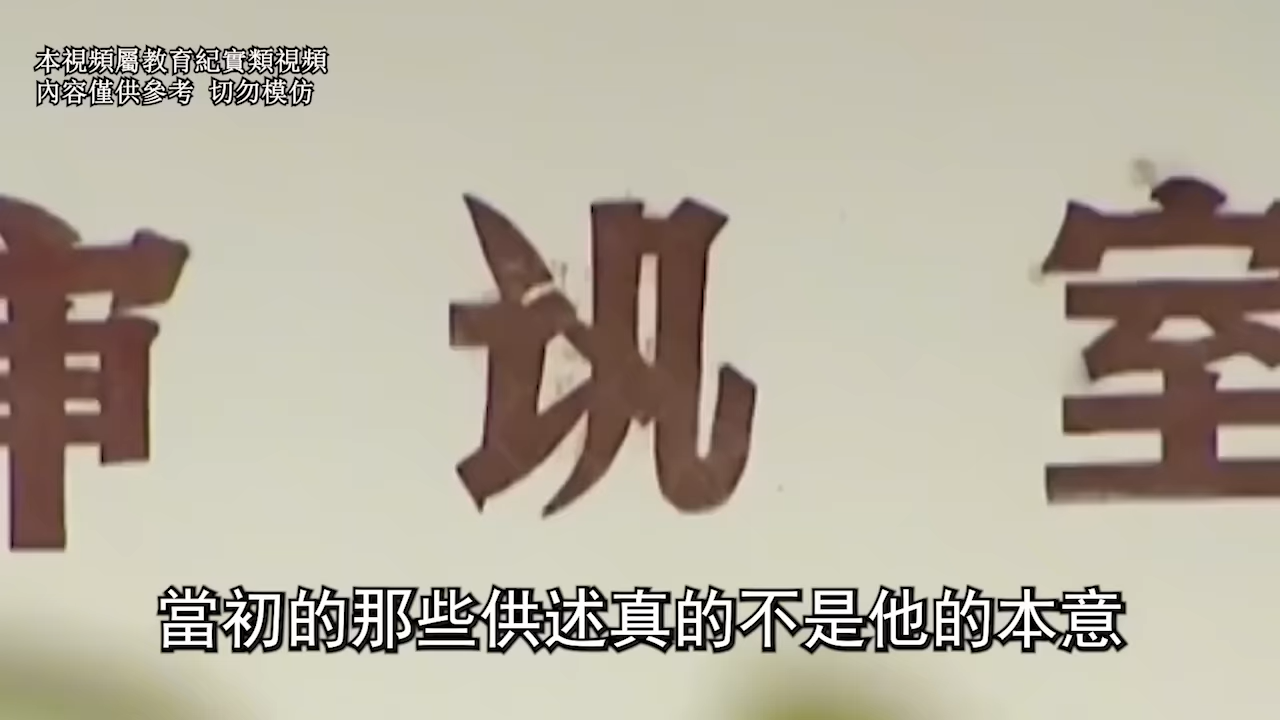 本視頻屬教育紀實類視頻
內容僅供參考 切勿模仿
审讯室
當初的那些供述真的不是他的本意